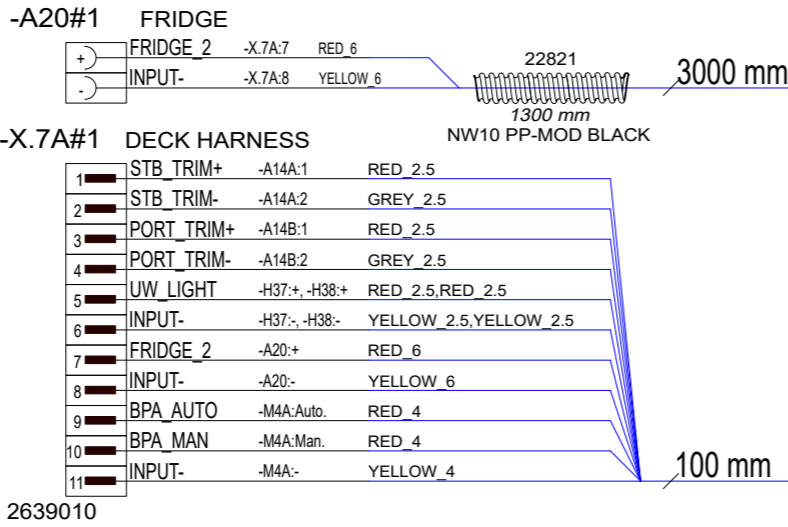 -A20#1 FRIDGE
+ FRIDGE_2 -X.7A:7 RED_6
- INPUT- -X.7A:8 YELLOW_6
22821
3000 mm
1300 mm
NW10 PP-MOD BLACK
-X.7A#1 DECK HARNESS
1 STB_TRIM+ -A14A:1 RED_2.5
2 STB_TRIM- -A14A:2 GREY_2.5
3 PORT_TRIM+ -A14B:1 RED_2.5
4 PORT_TRIM- -A14B:2 GREY_2.5
5 UW_LIGHT -H37:+, -H38:+ RED_2.5,RED_2.5
6 INPUT- -H37:-, -H38:- YELLOW_2.5,YELLOW_2.5
7 FRIDGE_2 -A20:+ RED_6
8 INPUT- -A20:- YELLOW_6
9 BPA_AUTO -M4A:Auto. RED_4
10 BPA_MAN -M4A:Man. RED_4
11 INPUT- -M4A:- YELLOW_4
100 mm
2639010